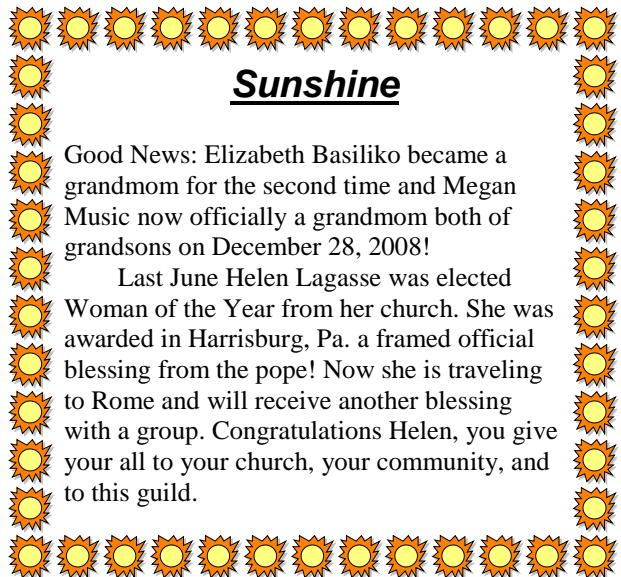 Sunshine
Good News: Elizabeth Basiliko became a
grandmom for the second time and Megan
Music now officially a grandmom both of
grandsons on December 28, 2008!
Last June Helen Lagasse was elected
Woman of the Year from her church. She was
awarded in Harrisburg, Pa. a framed official
blessing from the pope! Now she is traveling
to Rome and will receive another blessing
with a group. Congratulations Helen, you give
your all to your church, your community, and
to this guild.